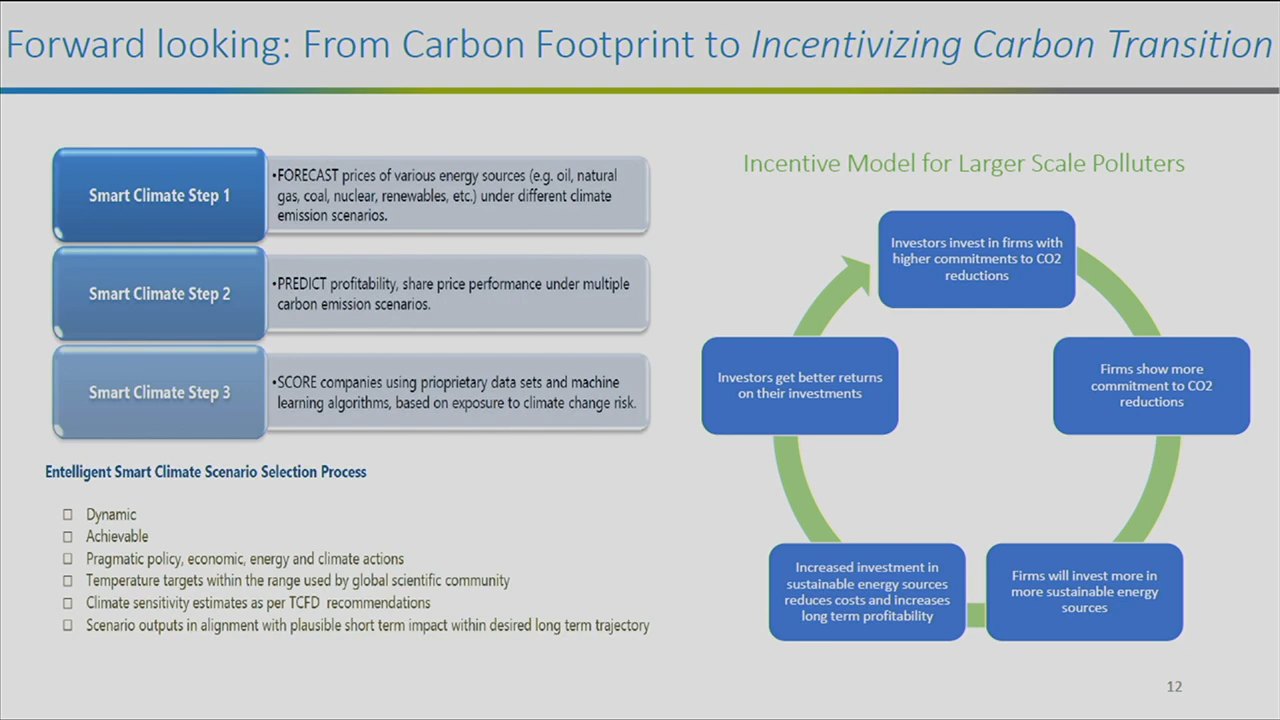 Forward looking: From Carbon Footprint to Incentivizing Carbon Transition
Smart Climate Step 1
•FORECAST prices of various energy sources (e.g. oil, natural
gas, coal, nuclear, renewables, etc.) under different climate
emission scenarios.
Smart Climate Step 2
•PREDICT profitability, share price performance under multiple
carbon emission scenarios.
Smart Climate Step 3
•SCORE companies using prioprietary data sets and machine
learning algorithms, based on exposure to climate change risk.
Entelligent Smart Climate Scenario Selection Process
Dynamic
Achievable
Pragmatic policy, economic, energy and climate actions
Temperature targets within the range used by global scientific community
Climate sensitivity estimates as per TCFD recommendations
Scenario outputs in alignment with plausible short term impact within desired long term trajectory
Incentive Model for Larger Scale Polluters
Investors invest in firms with
higher commitments to CO2
reductions
Firms show more
commitment to CO2
reductions
Firms will invest more in
more sustainable energy
sources
Increased investment in
sustainable energy sources
reduces costs and increases
long term profitability
Investors get better returns
on their investments
12